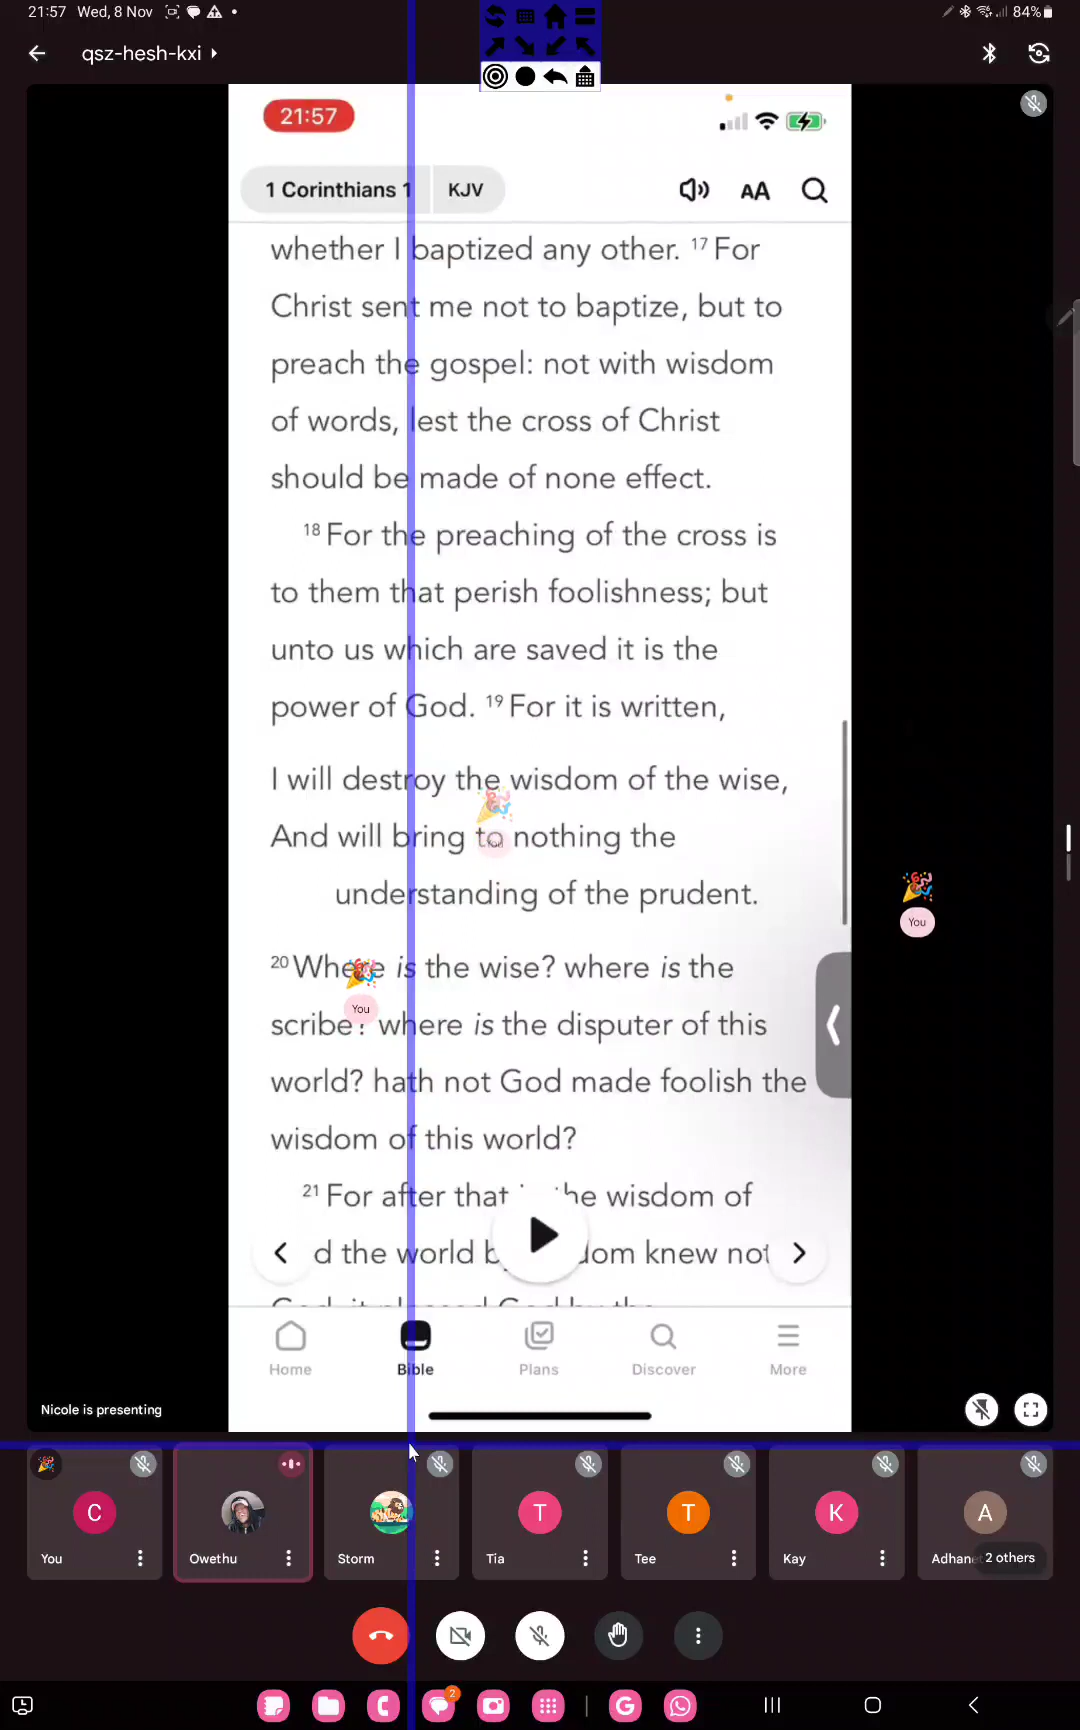 21:57 Wed, 8 Nov 84%
qsz-hesh-kxi
21:57
1 Corinthians 1 KJV AA
whether I baptized any other. 17 For
Christ sent me not to baptize, but to
preach the gospel: not with wisdom
of words, lest the cross of Christ
should be made of none effect.
18 For the preaching of the cross is
to them that perish foolishness; but
unto us which are saved it is the
power of God. 19 For it is written,
I will destroy the wisdom of the wise,
And will bring to nothing the
You
understanding of the prudent.
You
20 Where is the wise? where is the
You
scribe? where is the disputer of this
world? hath not God made foolish the
wisdom of this world?
21 For after that the wisdom of
d the world b dom knew not
Home Bible Plans Discover More
Nicole is presenting
C T T K A
You Owethu Storm Tia Tee Kay Adhan 2 others
2
G